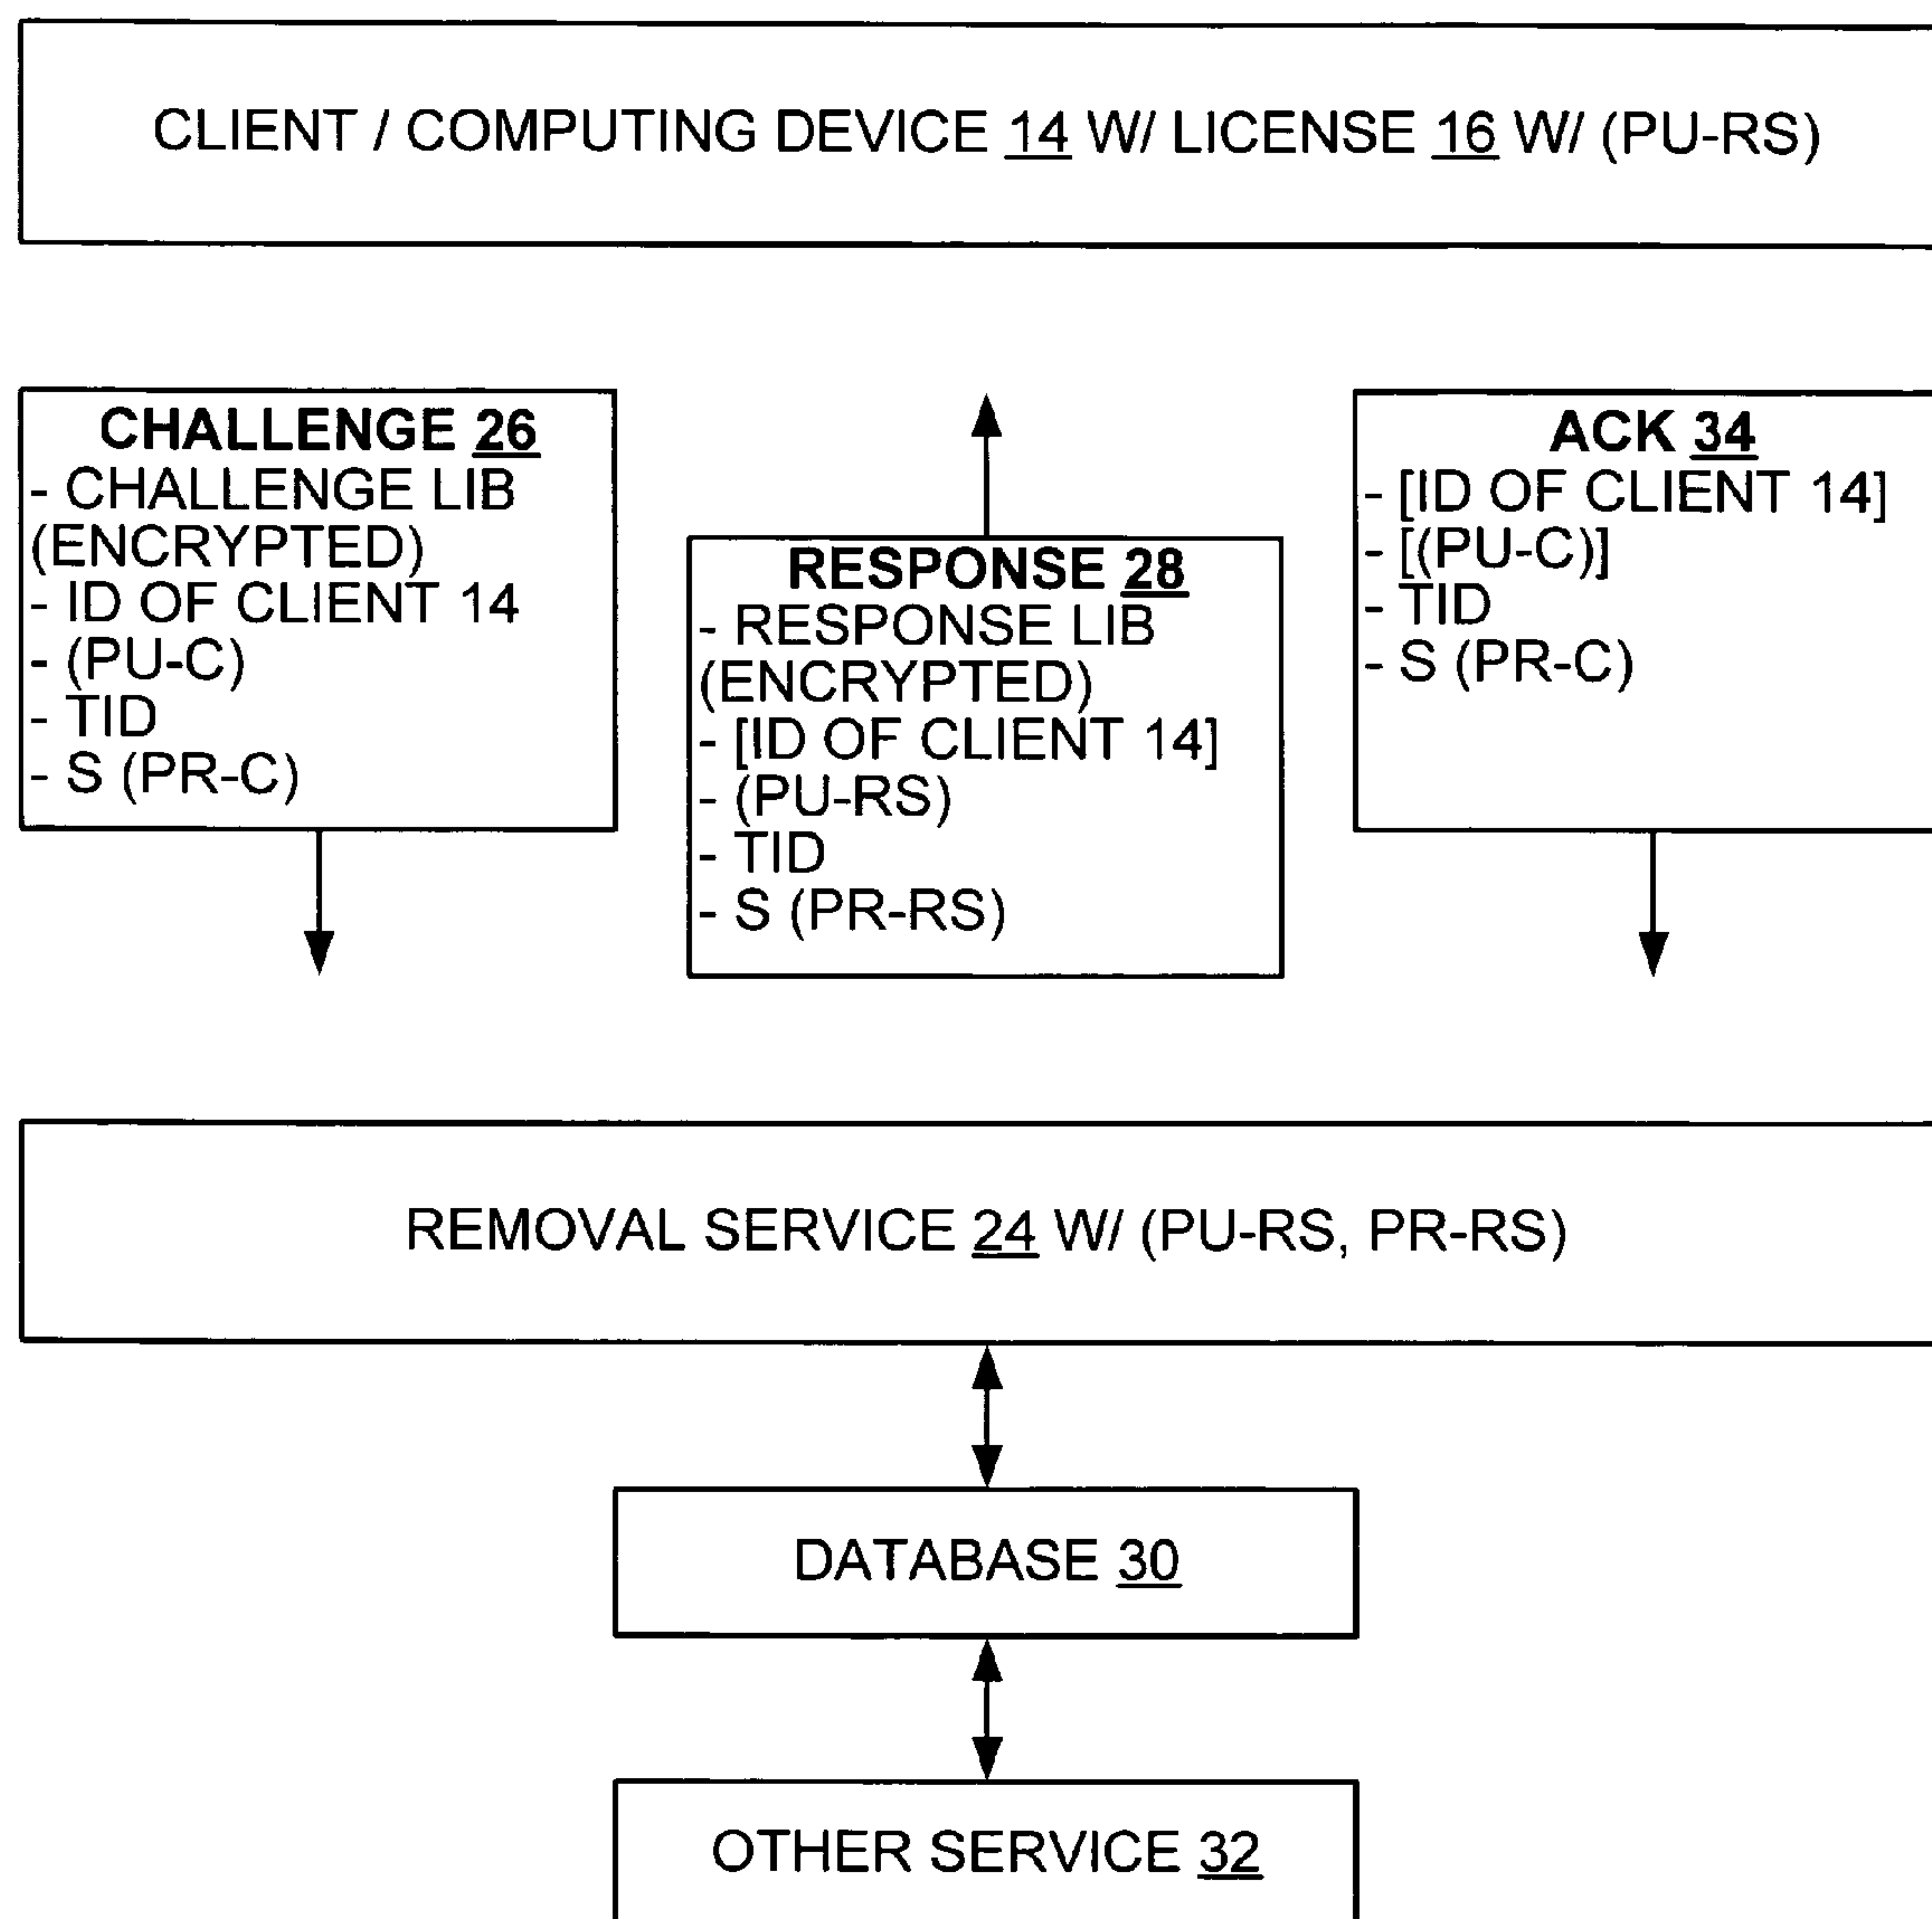 CLIENT / COMPUTING DEVICE 14 W/ LICENSE 16 W/ (PU-RS)
CHALLENGE 26
- CHALLENGE LIB
(ENCRYPTED)
- ID OF CLIENT 14
- (PU-C)
- TID
- S (PR-C)
RESPONSE 28
- RESPONSE LIB
(ENCRYPTED)
- [ID OF CLIENT 14]
- (PU-RS)
- TID
- S (PR-RS)
ACK 34
- [ID OF CLIENT 14]
- [(PU-C)]
- TID
- S (PR-C)
REMOVAL SERVICE 24 W/ (PU-RS, PR-RS)
DATABASE 30
OTHER SERVICE 32